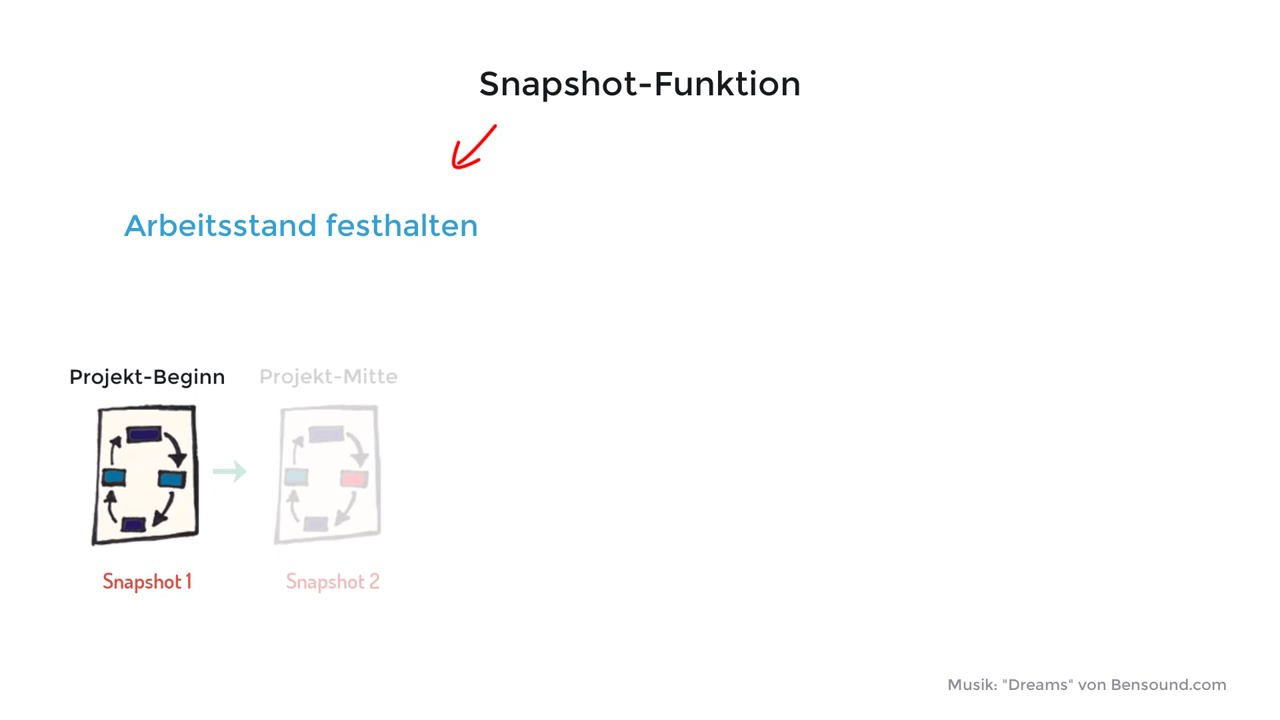 Snapshot-Funktion
Arbeitsstand festhalten
Projekt-Beginn
Projekt-Mitte
Snapshot 1
Snapshot 2
Musik: "Dreams" von Bensound.com